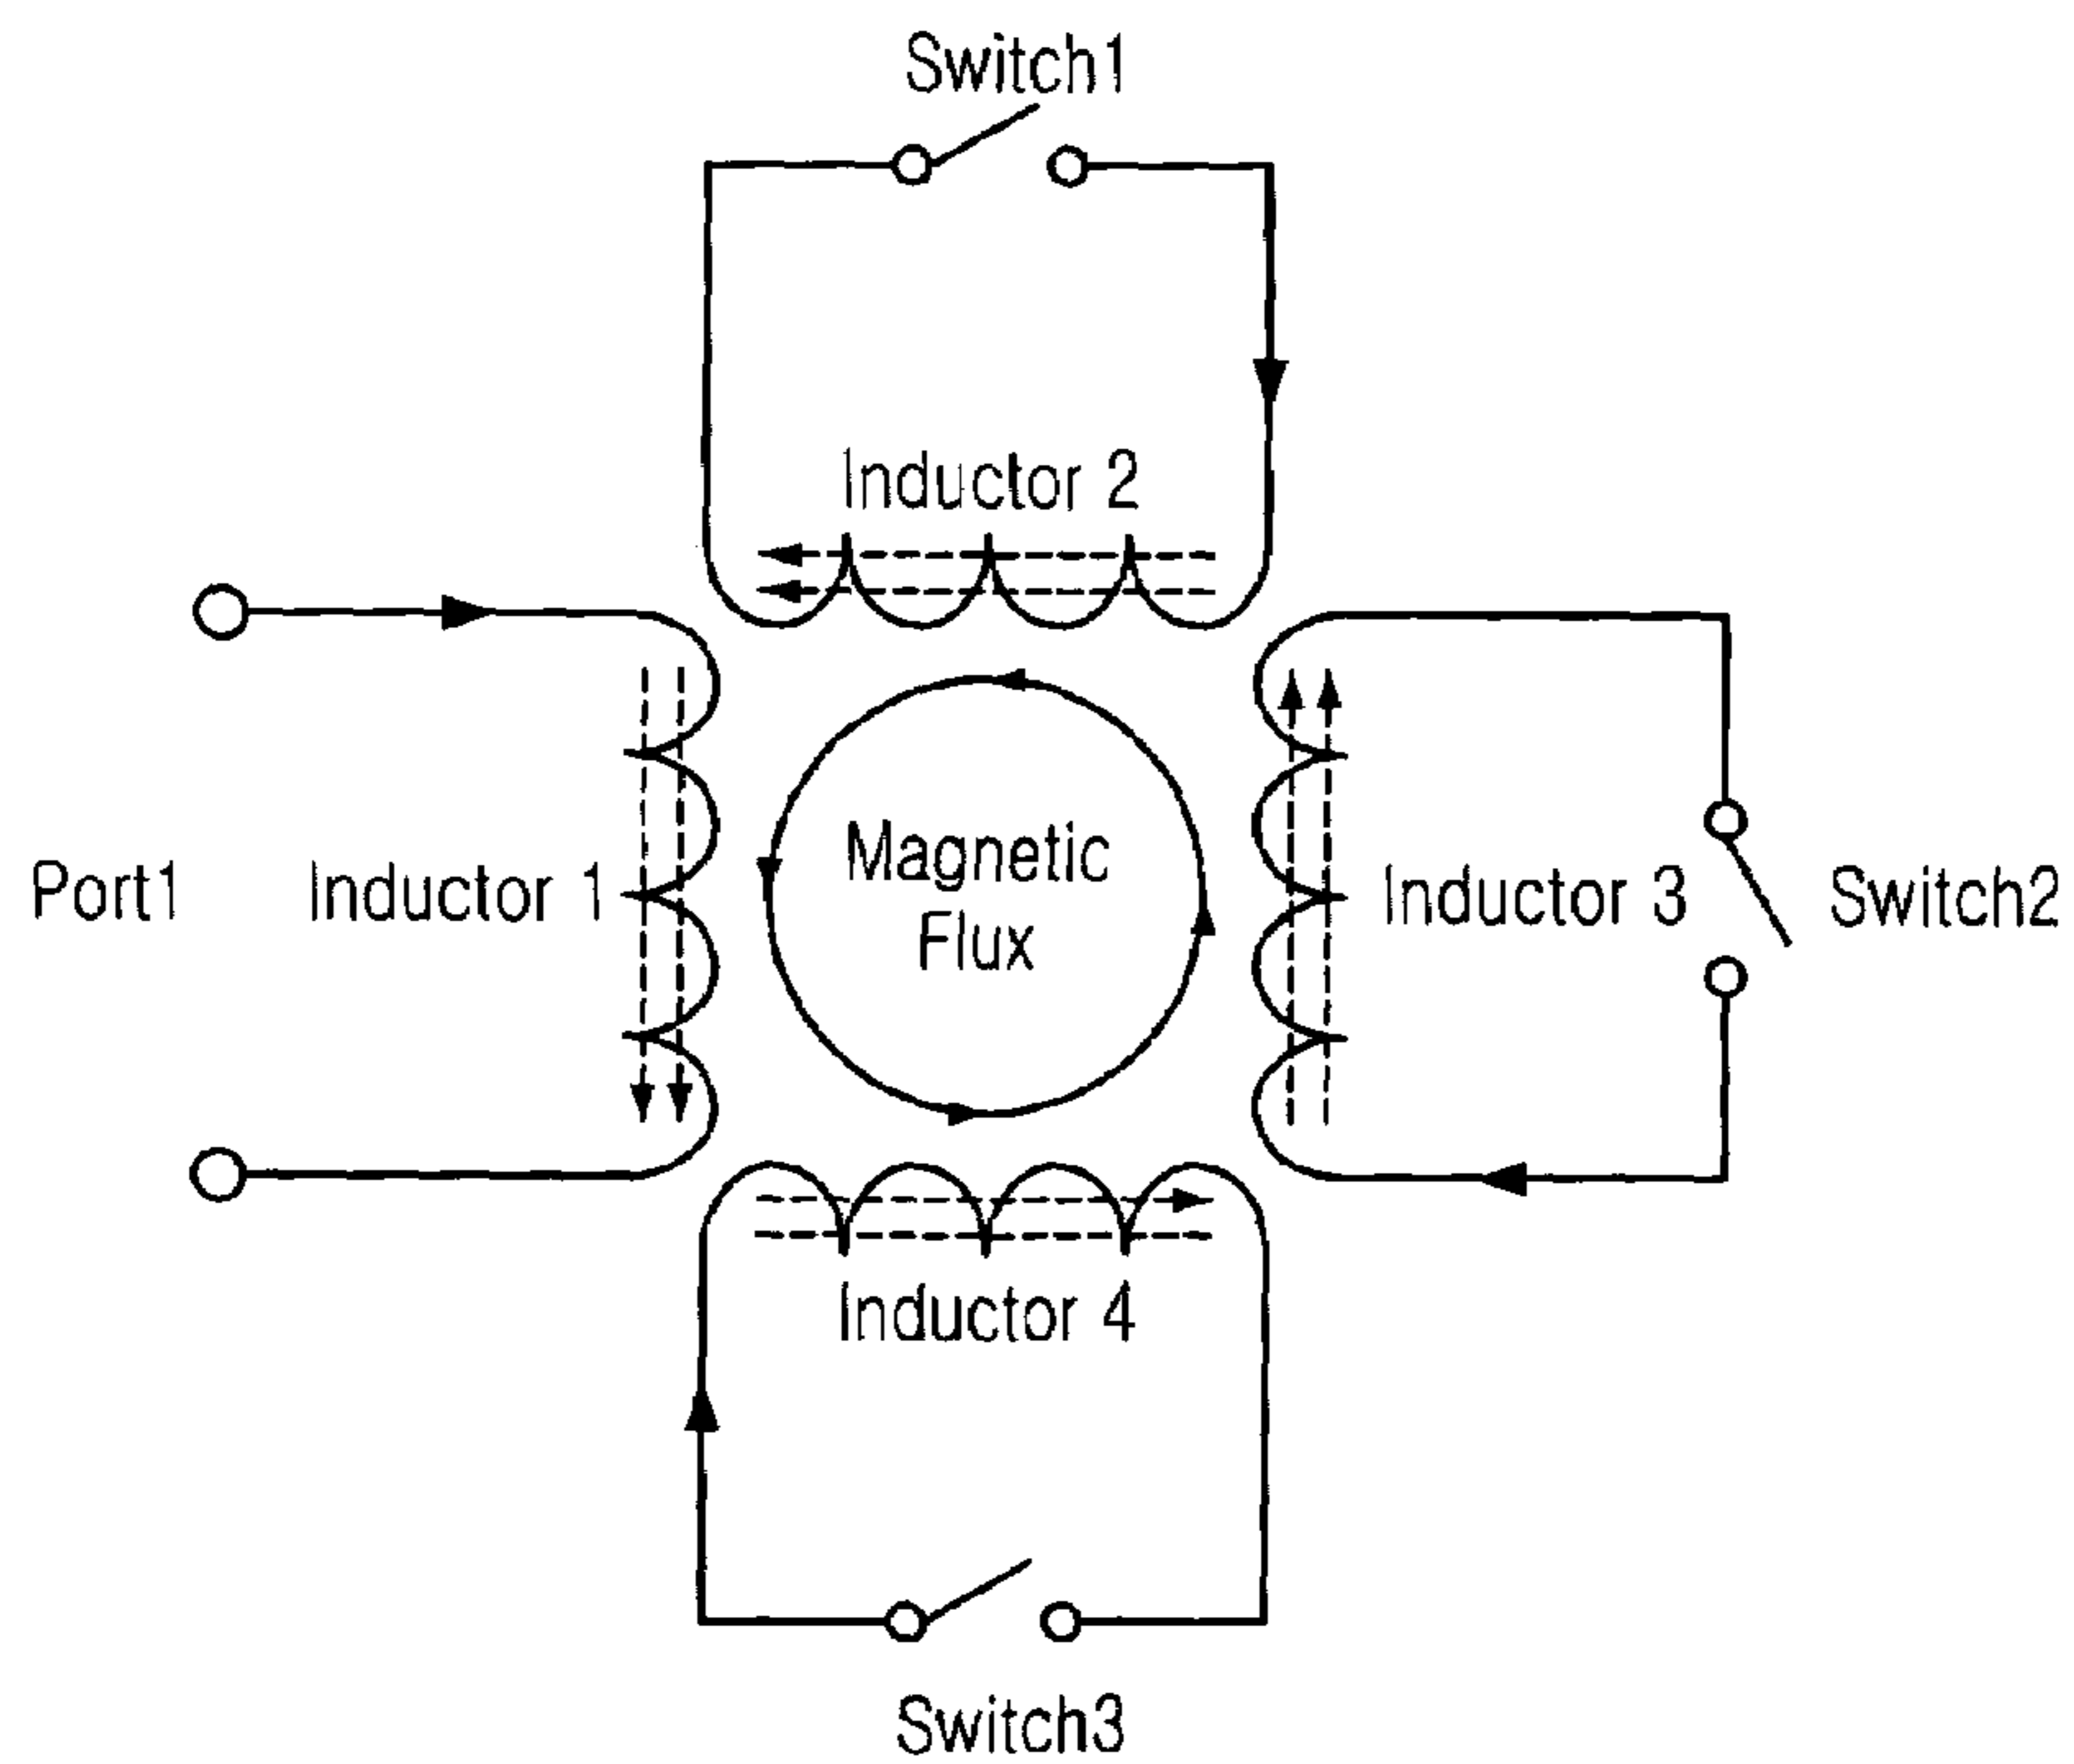 Switch1
Inductor 2
Port1
Inductor 1
Magnetic
Flux
Inductor 3
Switch2
Inductor 4
Switch3